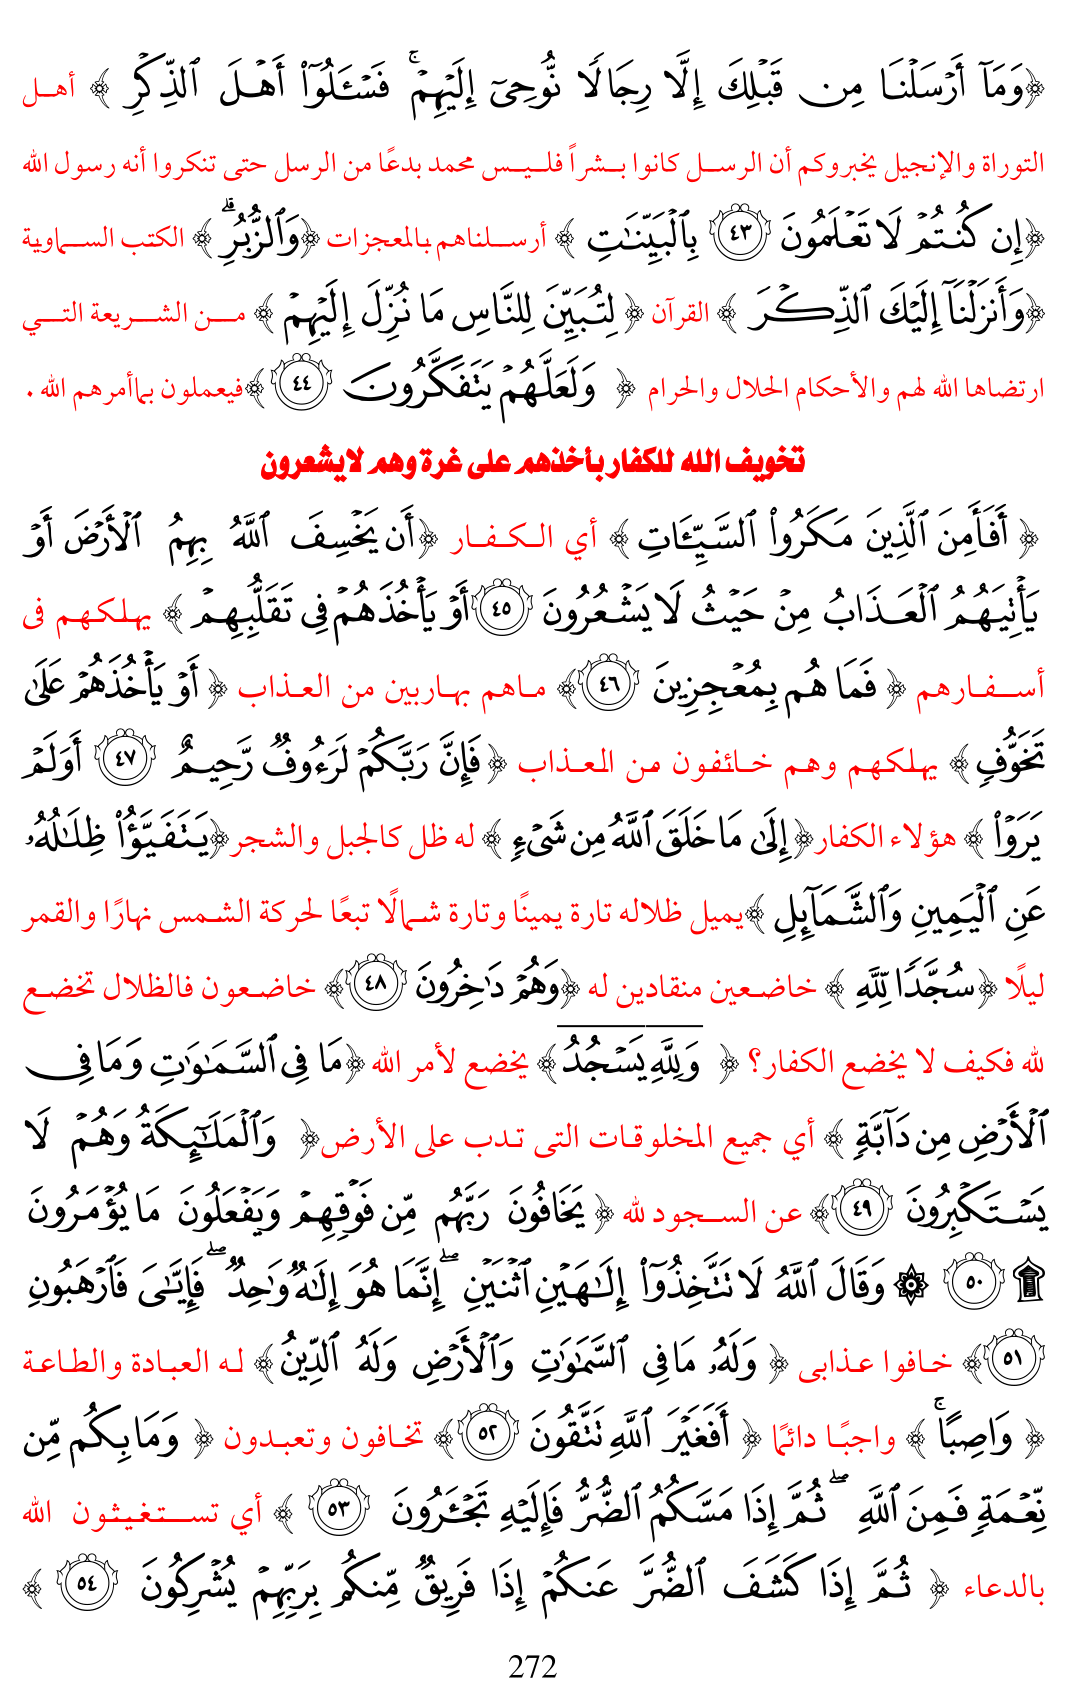 ﴿وَمَآ أَرۡسَلۡنَا مِن قَبۡلِكَ إِلَّا رِجَالٗا نُّوحِيٓ إِلَيۡهِمۡۚ فَسۡـَٔلُوٓاْ أَهۡلَ ٱلذِّكۡرِ ﴾ أهل
التوراة والإنجيل يخبروكم أن الرسل كانوا بشراً فليس محمد بدعًا من الرسل حتى تنكروا أنه رسول الله
﴿إِن كُنتُمۡ لَا تَعۡلَمُونَ ٤٣ بِٱلۡبَيِّنَٰتِ ﴾ أرسلناهم بالمعجزات ﴿وَٱلزُّبُرِۗ ﴾ الكتب السماوية
﴿وَأَنزَلۡنَآ إِلَيۡكَ ٱلذِّكۡرَ ﴾ القرآن ﴿ لِتُبَيِّنَ لِلنَّاسِ مَا نُزِّلَ إِلَيۡهِمۡ ﴾ من الشريعة التي
ارتضاها الله لهم والأحكام الحلال والحرام ﴿ وَلَعَلَّهُمۡ يَتَفَكَّرُونَ ٤٤ ﴾فيعملون بماأمرهم الله .
تخويف الله للكفار بأخذهم على غرة وهم لايشعرون
﴿ أَفَأَمِنَ ٱلَّذِينَ مَكَرُواْ ٱلسَّيِّـَٔاتِ ﴾ أي الكفار ﴿أَن يَخۡسِفَ ٱللَّهُ بِهِمُ ٱلۡأَرۡضَ أَوۡ
يَأۡتِيَهُمُ ٱلۡعَذَابُ مِنۡ حَيۡثُ لَا يَشۡعُرُونَ ٤٥ أَوۡ يَأۡخُذَهُمۡ فِي تَقَلُّبِهِمۡ ﴾ يهلكهم فى
أسفارهم ﴿ فَمَا هُم بِمُعۡجِزِينَ ٤٦ ﴾ ماهم بهاربين من العذاب ﴿ أَوۡ يَأۡخُذَهُمۡ عَلَىٰ
تَخَوُّفٖ ﴾ يهلكهم وهم خائفون من العذاب ﴿ فَإِنَّ رَبَّكُمۡ لَرَءُوفٞ رَّحِيمٌ ٤٧ أَوَلَمۡ
يَرَوۡاْ ﴾ هؤلاء الكفار﴿ إِلَىٰ مَا خَلَقَ ٱللَّهُ مِن شَيۡءٖ ﴾ له ظل كالجبل والشجر﴿يَتَفَيَّؤُاْ ظِلَٰلُهُۥ
عَنِ ٱلۡيَمِينِ وَٱلشَّمَآئِلِ ﴾يميل ظلاله تارة يمينًا وتارة شمالًا تبعًا لحركة الشمس نهارًا والقمر
ليلًا ﴿سُجَّدٗا لِّلَّهِ ﴾ خاضعين منقادين له ﴿وَهُمۡ دَٰخِرُونَ ٤٨ ﴾ خاضعون فالظلال تخضع
لله فكيف لا يخضع الكفار؟ ﴿ وَلِلَّهِ يَسۡجُدُ ﴾ يخضع لأمر الله ﴿مَا فِي ٱلسَّمَٰوَٰتِ وَمَا فِي
ٱلۡأَرۡضِ مِن دَآبَّةٖ ﴾ أي جميع المخلوقات التى تدب على الأرض﴿ وَٱلۡمَلَٰٓئِكَةُ وَهُمۡ لَا
يَسۡتَكۡبِرُونَ ٤٩ ﴾ عن السجود لله ﴿ يَخَافُونَ رَبَّهُم مِّن فَوۡقِهِمۡ وَيَفۡعَلُونَ مَا يُؤۡمَرُونَ
۩ ٥٠ ۞ وَقَالَ ٱللَّهُ لَا تَتَّخِذُوٓاْ إِلَٰهَيۡنِ ٱثۡنَيۡنِۖ إِنَّمَا هُوَ إِلَٰهٞ وَٰحِدٞ فَإِيَّٰيَ فَٱرۡهَبُونِ
٥١ ﴾ خافوا عذابى ﴿ وَلَهُۥ مَا فِي ٱلسَّمَٰوَٰتِ وَٱلۡأَرۡضِ وَلَهُ ٱلدِّينُ ﴾ له العبادة والطاعة
﴿ وَاصِبًاۚ ﴾ واجبًا دائمًا ﴿ أَفَغَيۡرَ ٱللَّهِ تَتَّقُونَ ٥٢ ﴾ تخافون وتعبدون ﴿ وَمَا بِكُم مِّن
نِّعۡمَةٖ فَمِنَ ٱللَّهِۖ ثُمَّ إِذَا مَسَّكُمُ ٱلضُّرُّ فَإِلَيۡهِ تَجۡـَٔرُونَ ٥٣ ﴾ أي تستغيثون الله
بالدعاء ﴿ ثُمَّ إِذَا كَشَفَ ٱلضُّرَّ عَنكُمۡ إِذَا فَرِيقٞ مِّنكُم بِرَبِّهِمۡ يُشۡرِكُونَ ٥٤ ﴾
272